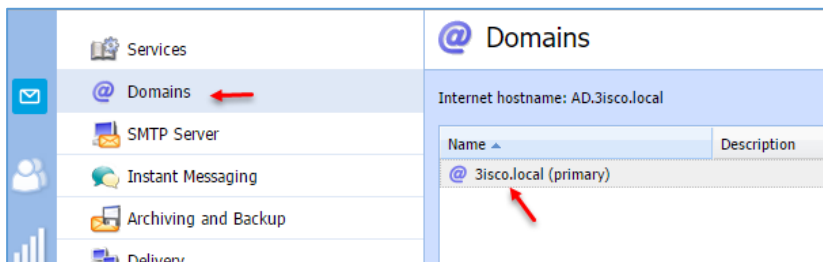 Services
Domains
SMTP Server
Instant Messaging
Archiving and Backup
Delivery
@ Domains
Internet hostname: AD.3isco.local
Name Description
@ 3isco.local (primary)